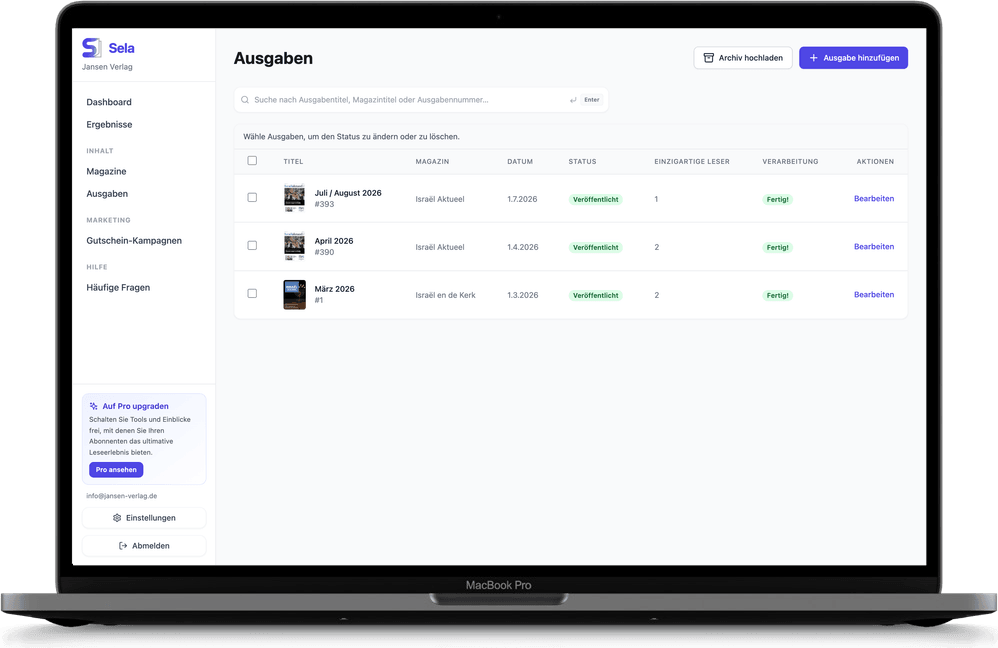 Sela
Jansen Verlag
Dashboard
Ergebnisse
INHALT
Magazine
Ausgaben
MARKETING
Gutschein-Kampagnen
HILFE
Häufige Fragen
Auf Pro upgraden
Schalten Sie Tools und Einblicke
frei, mit denen Sie Ihren
Abonnenten das ultimative
Leseerlebnis bieten.
Pro ansehen
info@jansen-verlag.de
Einstellungen
Abmelden
Ausgaben
Archiv hochladen
Ausgabe hinzufügen
Suche nach Ausgabentitel, Magazintitel oder Ausgabennummer...
Enter
Wähle Ausgaben, um den Status zu ändern oder zu löschen.
TITEL MAGAZIN DATUM STATUS EINZIGARTIGE LESER VERARBEITUNG AKTIONEN
Juli / August 2026
#393
Israël Aktueel 1.7.2026 Veröffentlicht 1 Fertig! Bearbeiten
April 2026
#390
Israël Aktueel 1.4.2026 Veröffentlicht 2 Fertig! Bearbeiten
März 2026
#1
Israël en de Kerk 1.3.2026 Veröffentlicht 2 Fertig! Bearbeiten
MacBook Pro